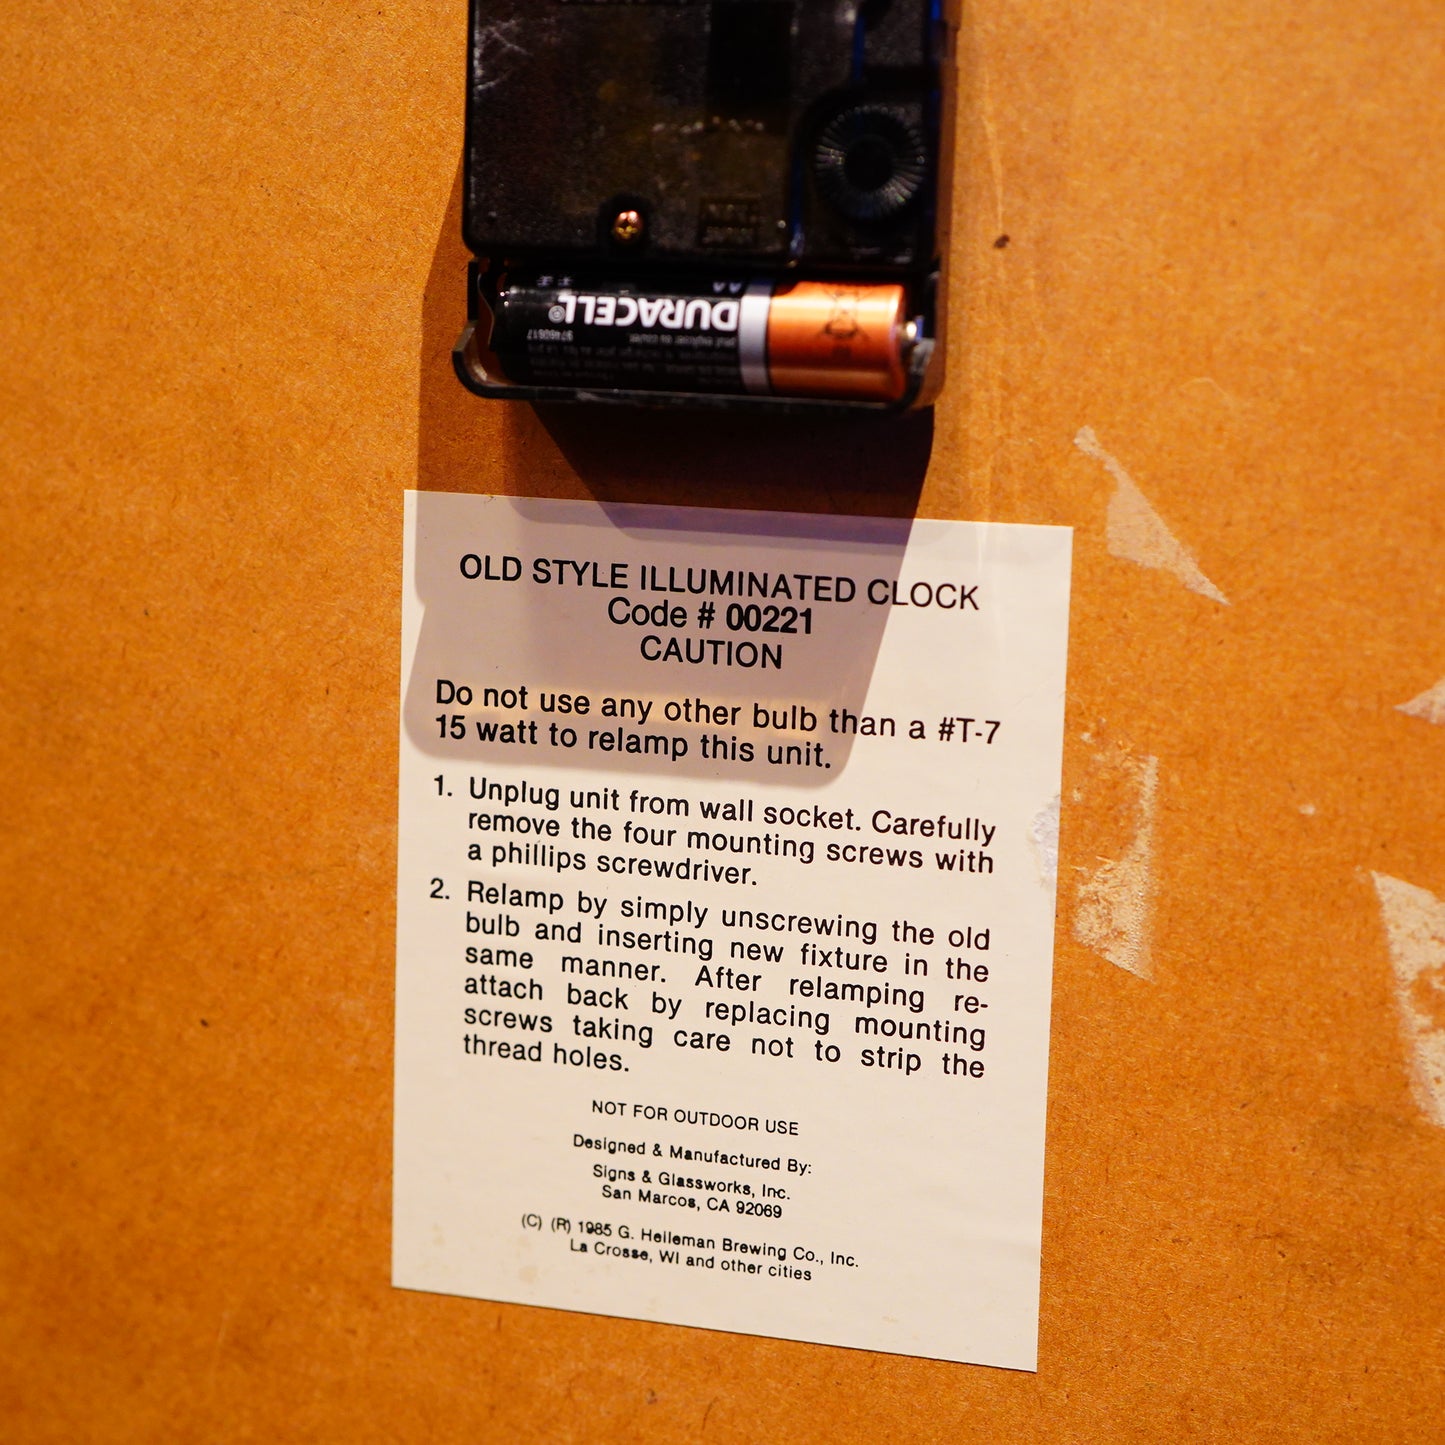 DURACELL®
AA
OLD STYLE ILLUMINATED CLOCK
Code # 00221
CAUTION
Do not use any other bulb than a #T-7
15 watt to relamp this unit.
1. Unplug unit from wall socket. Carefully
remove the four mounting screws with
a phillips screwdriver.
2. Relamp by simply unscrewing the old
bulb and inserting new fixture in the
same manner. After relamping re-
attach back by replacing mounting
screws taking care not to strip the
thread holes.
NOT FOR OUTDOOR USE
Designed & Manufactured By:
Signs & Glassworks, Inc.
San Marcos, CA 92069
(C) (R) 1985 G. Heileman Brewing Co., Inc.
La Crosse, WI and other cities